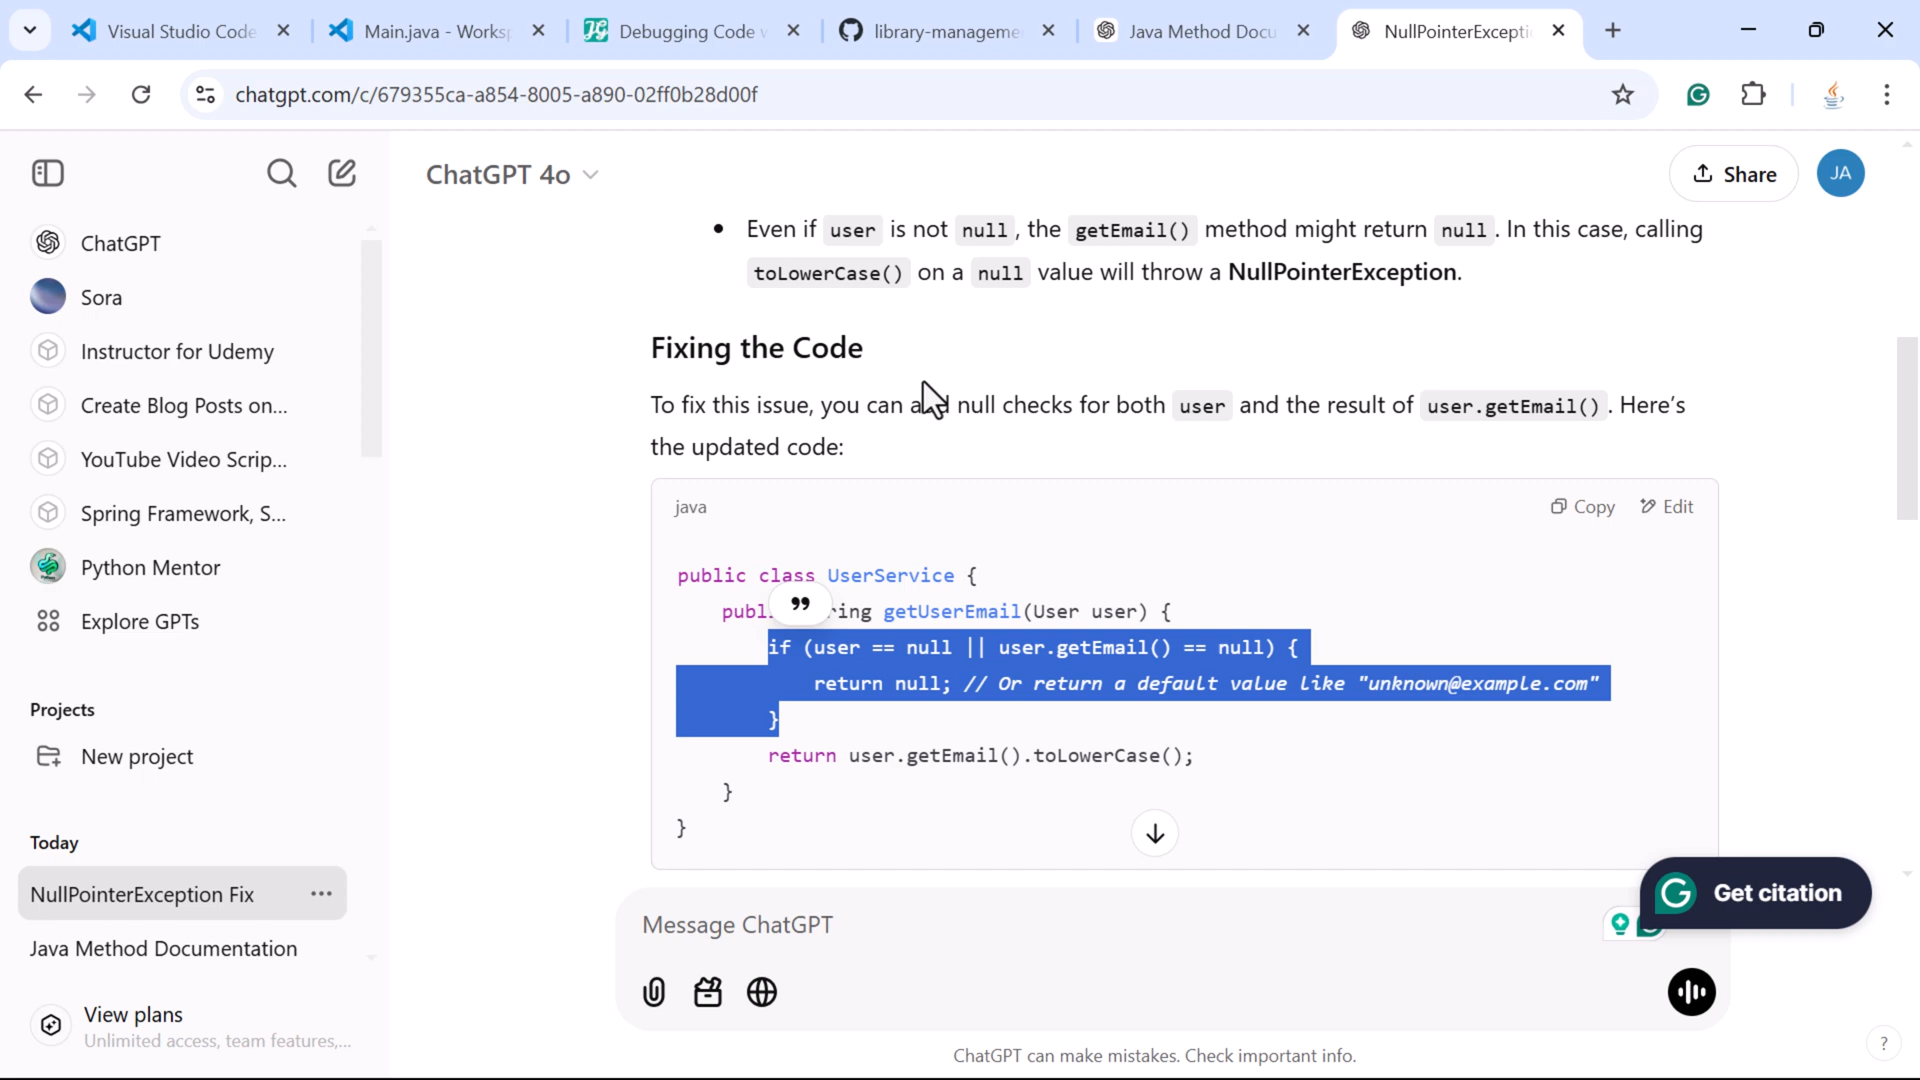 Visual Studio Code
Main.java - Works
Debugging Code
library-manageme
Java Method Docu
NullPointerExcepti
chatgpt.com/c/679355ca-a854-8005-a890-02ff0b28d00f
ChatGPT 4o
Share
JA
ChatGPT
Sora
Instructor for Udemy
Create Blog Posts on...
YouTube Video Scrip...
Spring Framework, S...
Python Mentor
Explore GPTs
Projects
New project
Today
NullPointerException Fix
Java Method Documentation
View plans
Unlimited access, team features,...
Even if user is not null, the getEmail() method might return null. In this case, calling
toLowerCase() on a null value will throw a NullPointerException.
Fixing the Code
To fix this issue, you can add null checks for both user and the result of user.getEmail(). Here's
the updated code:
java
Copy
Edit
public class UserService {
publ ring getUserEmail(User user) {
if (user == null || user.getEmail() == null) {
return null; // Or return a default value like "unknown@example.com"
}
return user.getEmail().toLowerCase();
}
}
Get citation
Message ChatGPT
ChatGPT can make mistakes. Check important info.
?